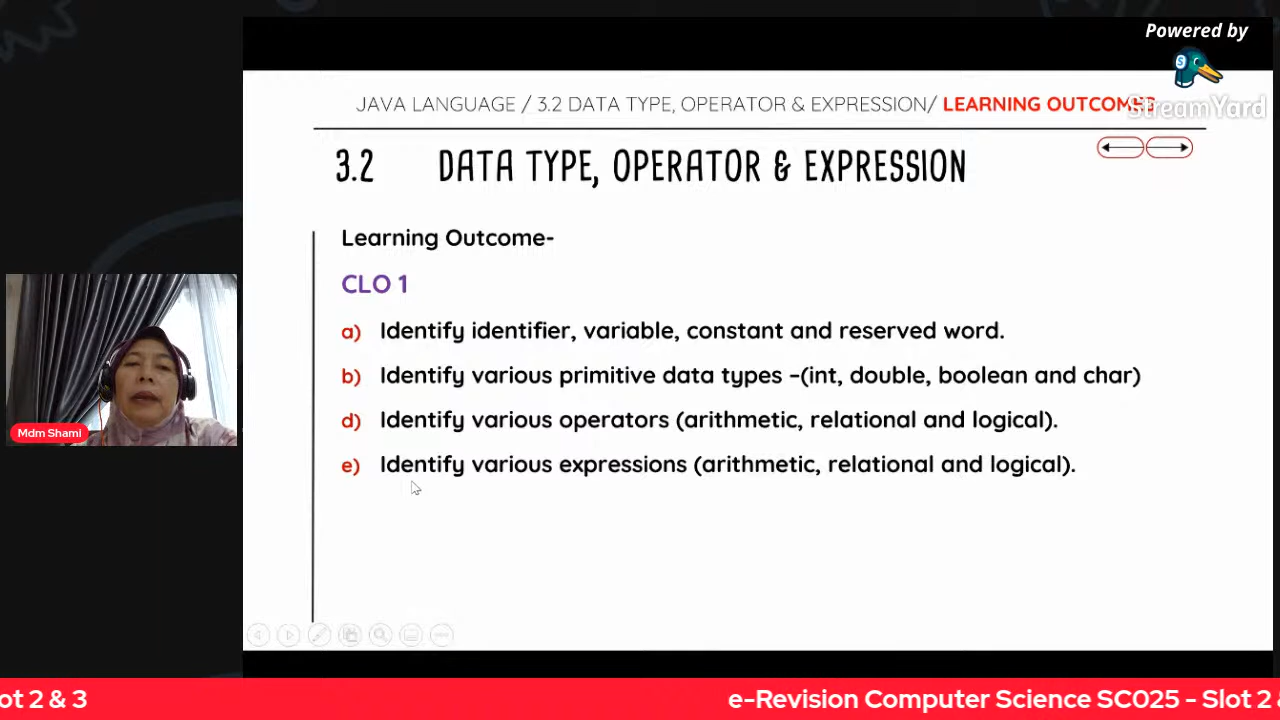 Powered by
S
StreamYard
JAVA LANGUAGE / 3.2 DATA TYPE, OPERATOR & EXPRESSION/ LEARNING OUTCOMES
3.2 DATA TYPE, OPERATOR & EXPRESSION
Learning Outcome-
CLO 1
a) Identify identifier, variable, constant and reserved word.
b) Identify various primitive data types –(int, double, boolean and char)
d) Identify various operators (arithmetic, relational and logical).
e) Identify various expressions (arithmetic, relational and logical).
Mdm Shami
ot 2 & 3 e-Revision Computer Science SC025 - Slot 2 &